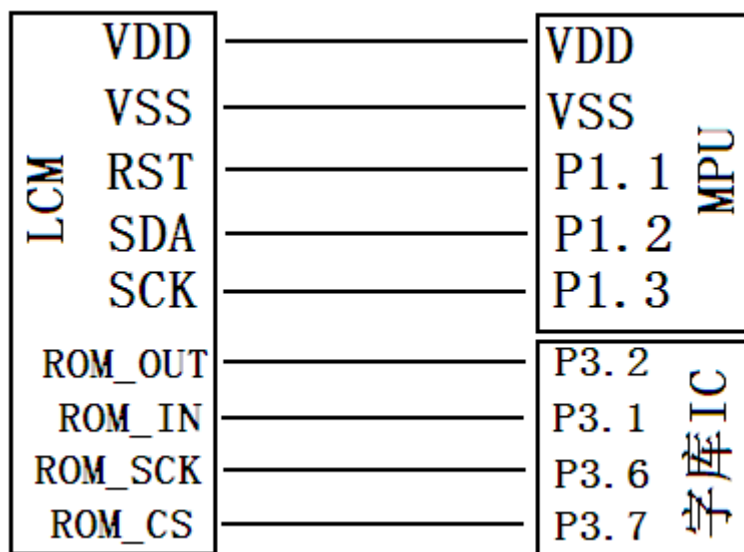 VDD VDD
VSS VSS
RST P1.1
SDA P1.2
SCK P1.3
LCM
MPU
ROM_OUT P3.2
ROM_IN P3.1
ROM_SCK P3.6
ROM_CS P3.7
字库IC